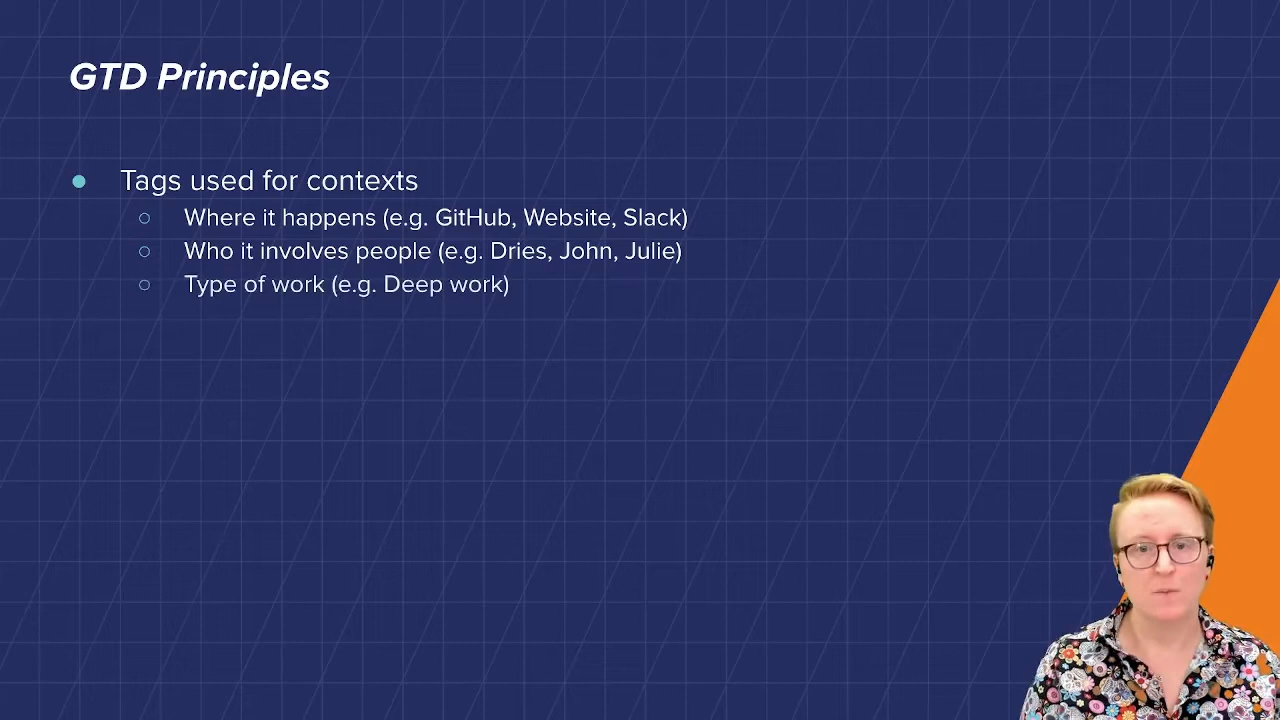 GTD Principles
Tags used for contexts
Where it happens (e.g. GitHub, Website, Slack)
Who it involves people (e.g. Dries, John, Julie)
Type of work (e.g. Deep work)